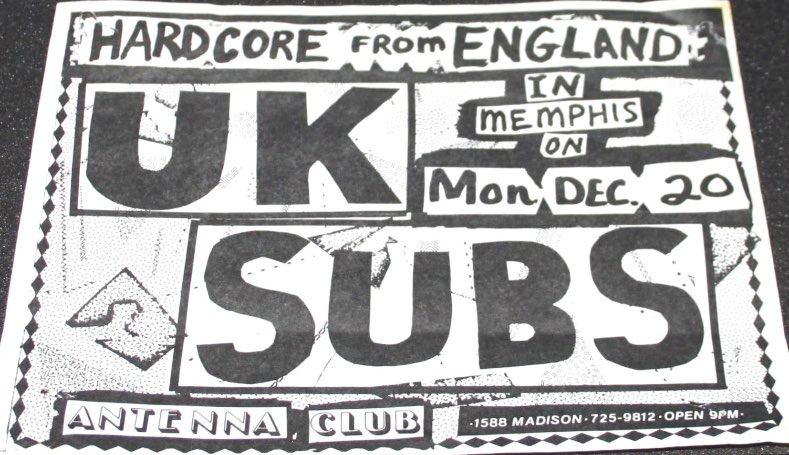 HARDCORE FROM ENGLAND:
UK
IN
MEMPHIS
ON
Mon DEC. 20
SUBS
ANTENNA CLUB
·1588 MADISON·725-9812·OPEN 9PM·